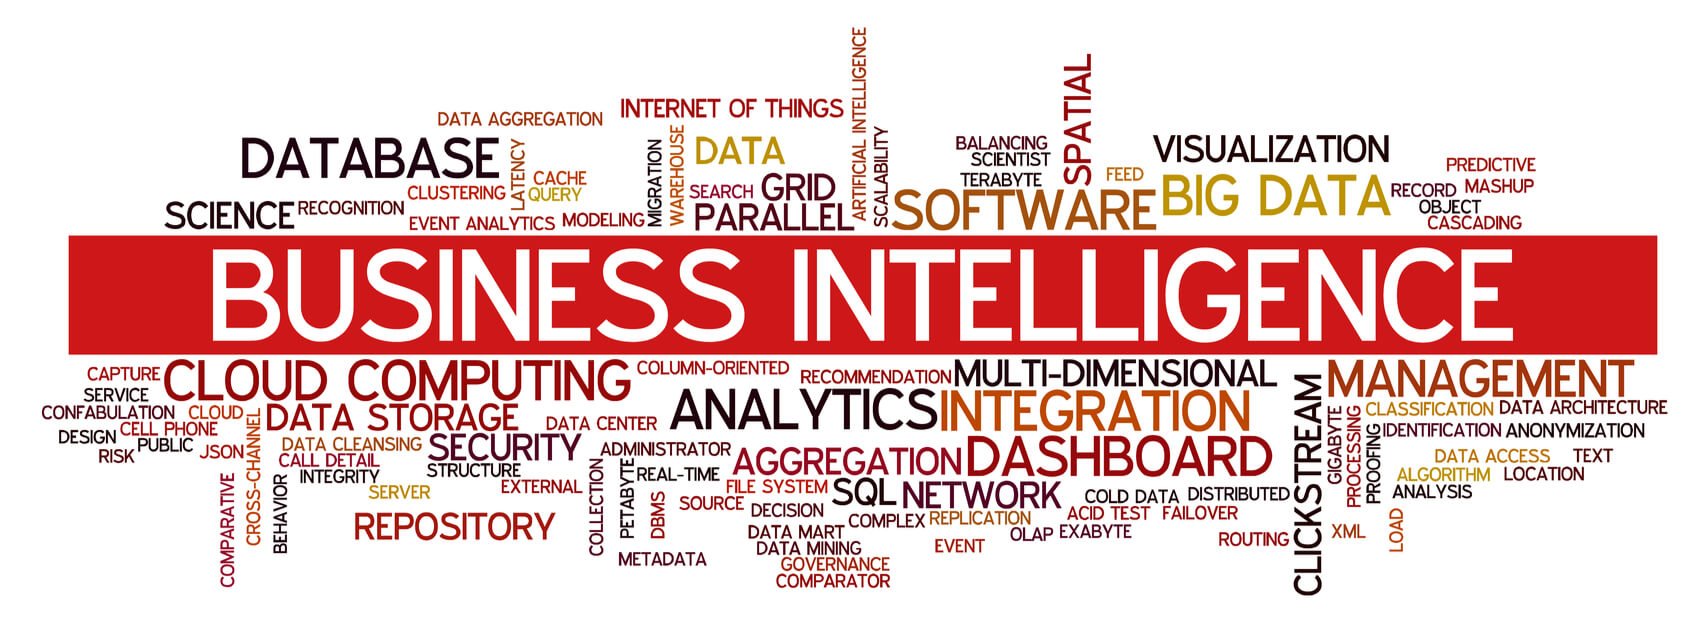 ARTIFICIAL INTELLIGENCE
SPATIAL
INTERNET OF THINGS
DATA AGGREGATION
DATABASE
LATENCY
CACHE
CLUSTERING
QUERY
SCIENCE
RECOGNITION
EVENT ANALYTICS
MODELING
MIGRATION
WAREHOUSE
DATA
SEARCH
GRID
PARALLEL
SCALABILITY
BALANCING
SCIENTIST
TERABYTE
FEED
SOFTWARE
VISUALIZATION
BIG DATA
PREDICTIVE
RECORD
MASHUP
OBJECT
CASCADING
BUSINESS INTELLIGENCE
CAPTURE
CLOUD COMPUTING
COLUMN-ORIENTED
RECOMMENDATION
MULTI-DIMENSIONAL
MANAGEMENT
SERVICE
CONFABULATION
CLOUD
CELL PHONE
DESIGN
PUBLIC
RISK
JSON
CROSS-CHANNEL
COMPARATIVE
BEHAVIOR
DATA STORAGE
DATA CENTER
DATA CLEANSING
SECURITY
CALL DETAIL
INTEGRITY
STRUCTURE
SERVER
EXTERNAL
REPOSITORY
COLLECTION
ADMINISTRATOR
PETABYTE
REAL-TIME
DBMS
METADATA
ANALYTICS
INTEGRATION
AGGREGATION
DASHBOARD
FILE SYSTEM
SOURCE
SQL
NETWORK
DECISION
COMPLEX
REPLICATION
DATA MART
DATA MINING
GOVERNANCE
COMPARATOR
EVENT
OLAP
EXABYTE
COLD DATA
DISTRIBUTED
ACID TEST
FAILOVER
ROUTING
CLICKSTREAM
GIGABYTE
PROCESSING
PROOFING
CLASSIFICATION
DATA ARCHITECTURE
IDENTIFICATION
ANONYMIZATION
DATA ACCESS
TEXT
ALGORITHM
LOCATION
ANALYSIS
XML
LOAD